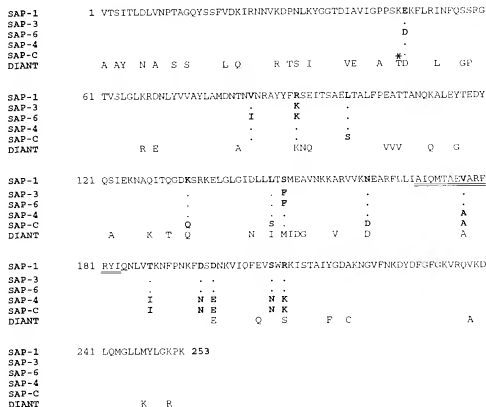 SAP-1 1 VTSITLDLVNPTAGQYSSFVDKIRNNVKDPNLKYGGTDIAVIGPPSKEKFLRINFQSSRG
SAP-3 .
SAP-6 D
SAP-4 .
SAP-C * .
DIANT A AY N A S S L Q R TS I VE A TD L GP
SAP-1 61 TVSLGLKRDNLYVVAYLAMDNTNVNRAYYFRSEITSAELTALFPEATTANQKALEYTEDY
SAP-3 . K .
SAP-6 I K .
SAP-4 . . .
SAP-C . . S
DIANT R E A KNQ VVV Q G
SAP-1 121 QSIEKNAQITQGDKSRKELGLGIDLLLTSMEAVNKKARVVKNEARFLLIAIQMTAEVARF
SAP-3 . . F . .
SAP-6 . . F . .
SAP-4 . . . . A
SAP-C Q S . D A
DIANT A K T Q N I MIDG V D A
SAP-1 181 RYIQNLVTKNFPNKFDSDNKVIQFEVSWRKISTAIYGDAKNGVFNKDYDFGFGKVRQVKD
SAP-3 . . . . .
SAP-6 . . . . .
SAP-4 I N E N K
SAP-C I N E N K
DIANT E Q S F C A
SAP-1 241 LQMGLLMYLGKPK 253
SAP-3
SAP-6
SAP-4
SAP-C
DIANT K R